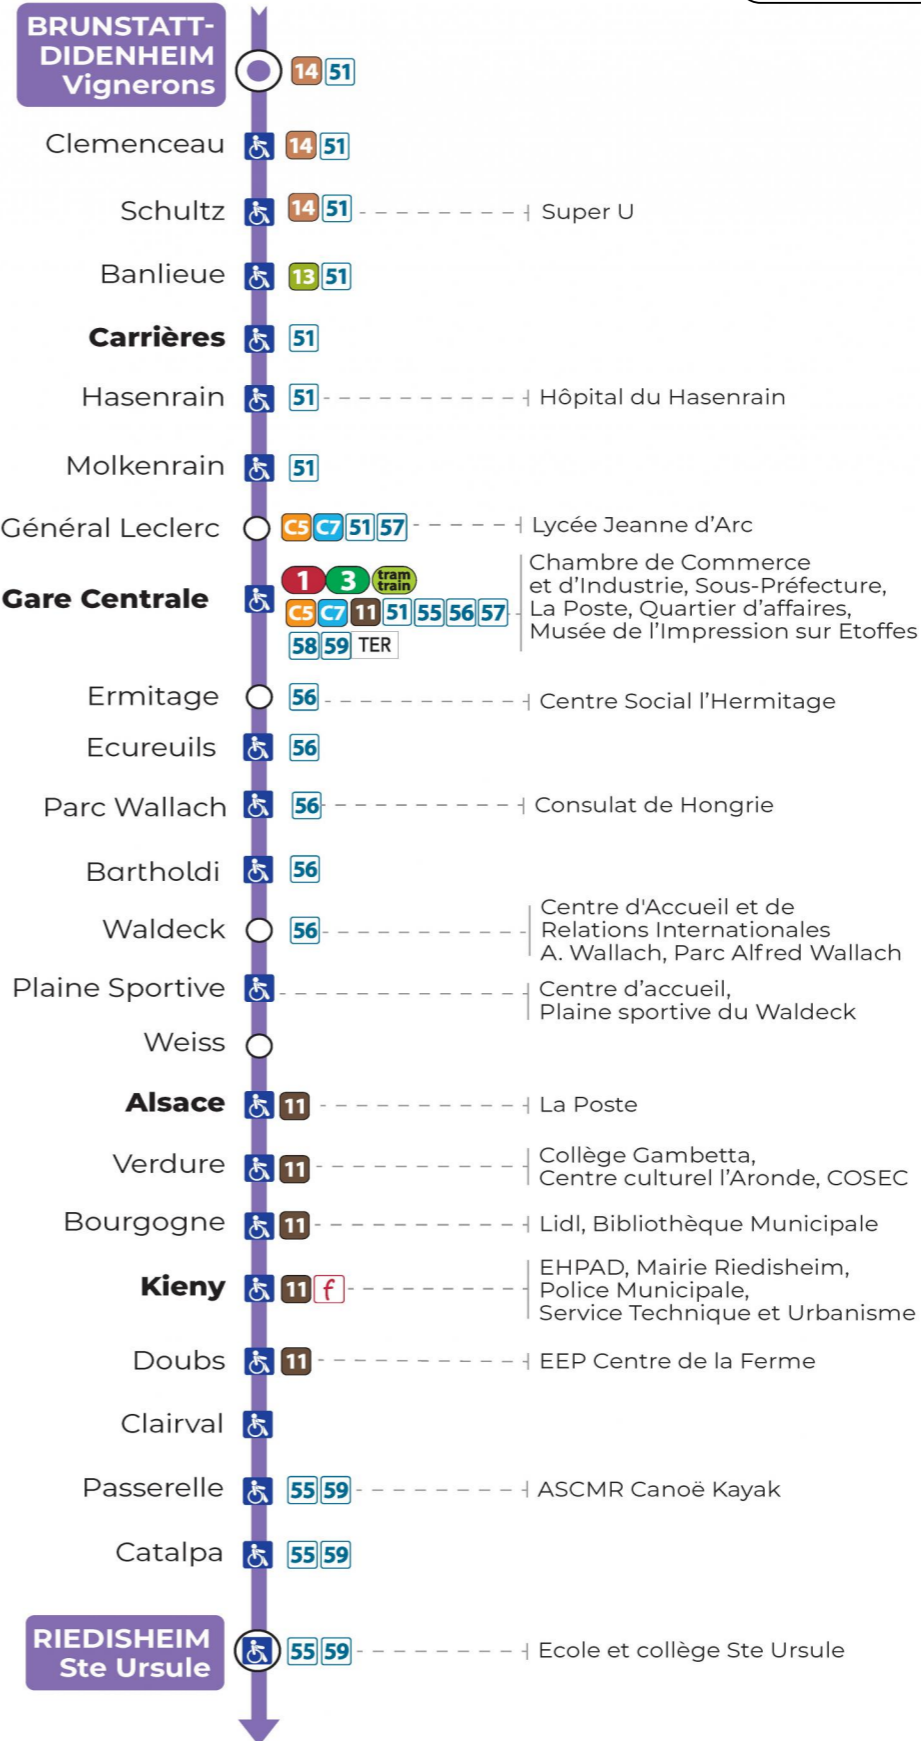 BRUNSTATT-
DIDENHEIM
Vignerons
14 51
Clemenceau 14 51
Schultz 14 51 Super U
Banlieue 13 51
Carrières 51
Hasenrain 51 Hôpital du Hasenrain
Molkenrain 51
Général Leclerc C5 C7 51 57 Lycée Jeanne d’Arc
Gare Centrale
1 3 tram
train
C5 C7 11 51 55 56 57
58 59 TER
Chambre de Commerce
et d’Industrie, Sous-Préfecture,
La Poste, Quartier d’affaires,
Musée de l’Impression sur Etoffes
Ermitage 56 Centre Social l’Hermitage
Ecureuils 56
Parc Wallach 56 Consulat de Hongrie
Bartholdi 56
Waldeck 56
Centre d'Accueil et de
Relations Internationales
A. Wallach, Parc Alfred Wallach
Plaine Sportive
Centre d’accueil,
Plaine sportive du Waldeck
Weiss
Alsace 11 La Poste
Verdure 11
Collège Gambetta,
Centre culturel l’Aronde, COSEC
Bourgogne 11 Lidl, Bibliothèque Municipale
Kieny 11 f
EHPAD, Mairie Riedisheim,
Police Municipale,
Service Technique et Urbanisme
Doubs 11 EEP Centre de la Ferme
Clairval
Passerelle 55 59 ASCMR Canoë Kayak
Catalpa 55 59
RIEDISHEIM
Ste Ursule
55 59 Ecole et collège Ste Ursule